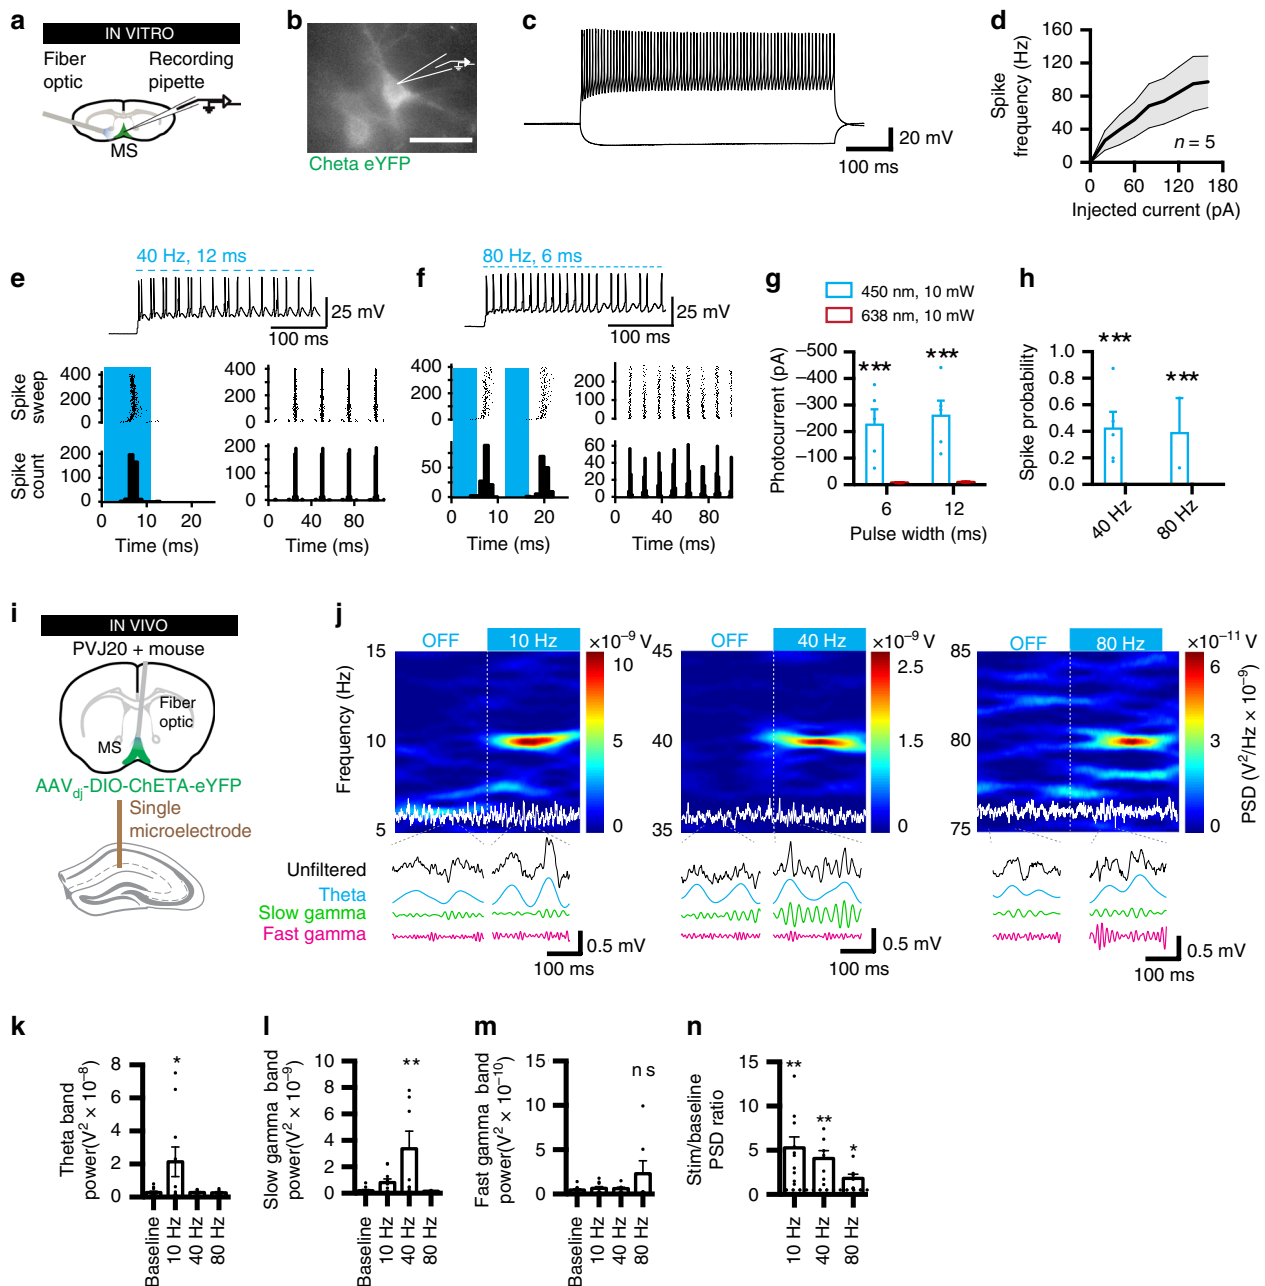 a
IN VITRO
Fiber optic
Recording pipette
MS
b
Cheta eYFP
c
20 mV
100 ms
d
Spike frequency (Hz)
160
120
80
40
0
n = 5
0 60 120 180
Injected current (pA)
e
40 Hz, 12 ms
25 mV
100 ms
Spike sweep
400
200
0
400
200
0
Spike count
200
100
0
200
100
0
0 10 20
Time (ms)
0 40 80
Time (ms)
f
80 Hz, 6 ms
25 mV
100 ms
400
200
0
200
100
0
50
0
60
40
20
0
0 10 20
Time (ms)
0 40 80
Time (ms)
g
450 nm, 10 mW
638 nm, 10 mW
Photocurrent (pA)
–500
–400
–300
–200
–100
0
***
***
6 12
Pulse width (ms)
h
Spike probability
1.0
0.8
0.6
0.4
0.2
0.0
***
***
40 Hz
80 Hz
i
IN VIVO
PVJ20 + mouse
Fiber optic
MS
AAVdj-DIO-ChETA-eYFP
Single microelectrode
j
OFF
10 Hz
×10⁻⁹ V
Frequency (Hz)
15
10
5
10
5
0
OFF
40 Hz
×10⁻⁹ V
45
40
35
2.5
1.5
0
OFF
80 Hz
×10⁻¹¹ V
85
80
75
6
3
0
PSD (V²/Hz × 10⁻⁹)
Unfiltered
Theta
Slow gamma
Fast gamma
0.5 mV
100 ms
0.5 mV
100 ms
0.5 mV
100 ms
k
Theta band power(V² × 10⁻⁸)
8
6
4
2
0
*
Baseline
10 Hz
40 Hz
80 Hz
l
Slow gamma band power(V² × 10⁻⁹)
10
8
6
4
2
0
**
Baseline
10 Hz
40 Hz
80 Hz
m
Fast gamma band power(V² × 10⁻¹⁰)
15
10
5
0
n s
Baseline
10 Hz
40 Hz
80 Hz
n
Stim/baseline PSD ratio
15
10
5
0
**
**
*
10 Hz
40 Hz
80 Hz